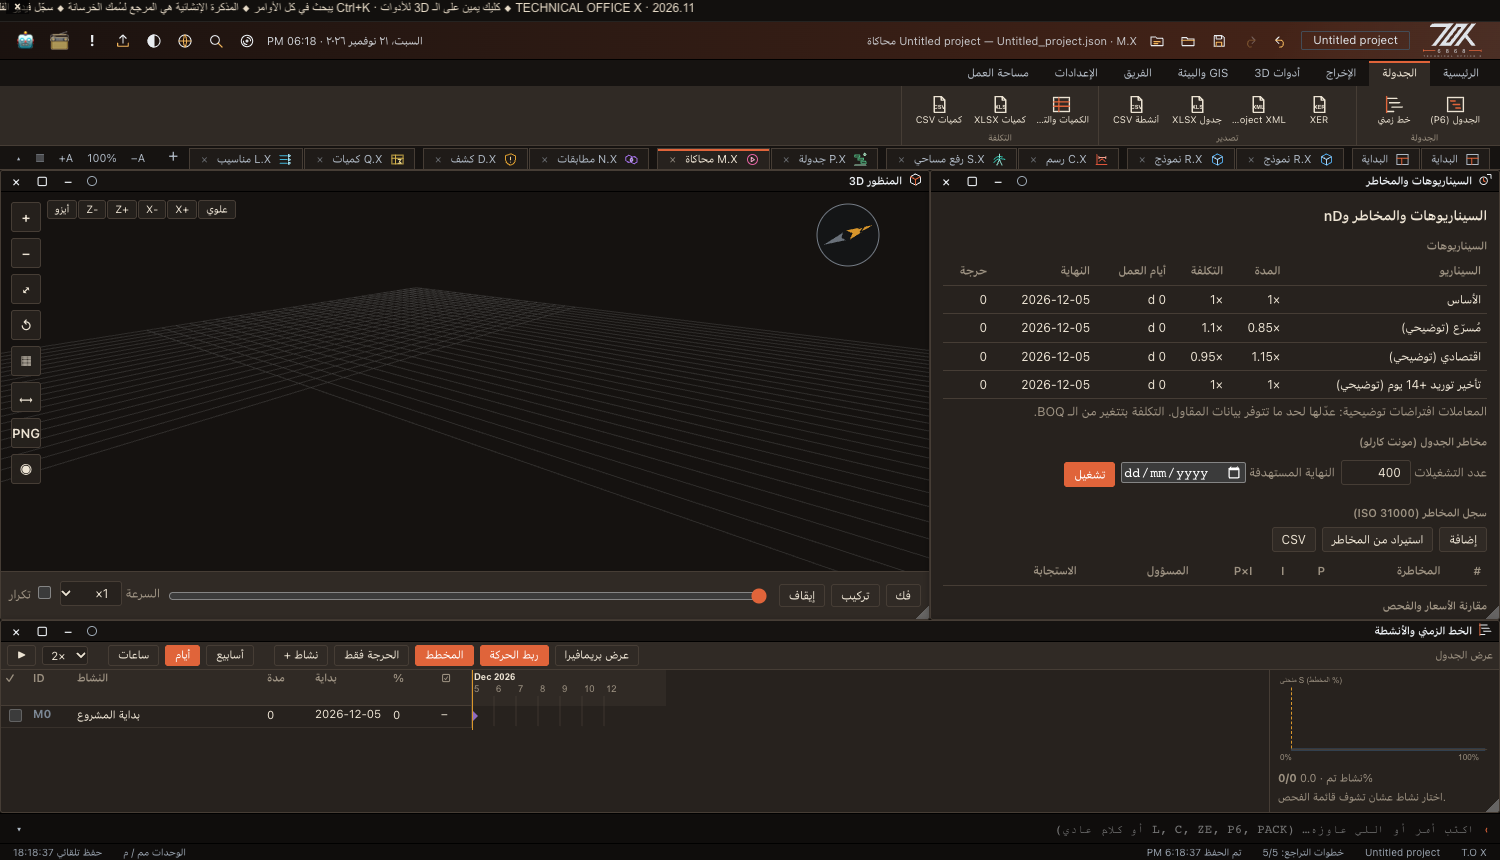 TECHNICAL OFFICE X · 2026.11 ◆ كليك يمين على الـ 3D للأدوات · Ctrl+K يبحث في كل الأوامر ◆ المذكرة الإنشائية هي المرجع لسُمك الخرسانة ◆
Untitled project
محاكاة Untitled project — Untitled_project.json · M.X
السبت، ٢١ نوفمبر ٢٠٢٦ · 06:18 PM
الرئيسية
الجدولة
الإخراج
أدوات 3D
GIS والبيئة
الفريق
الإعدادات
مساحة العمل
الجدول (P6)
خط زمني
XER
...oject XML
جدول XLSX
أنشطة CSV
الكميات والت...
كميات XLSX
كميات CSV
الجدولة
تصدير
التكلفة
البداية
البداية
R.X نموذج ×
R.X نموذج ×
C.X رسم ×
S.X رفع مساحي ×
P.X جدولة ×
M.X محاكاة ×
N.X مطابقات ×
D.X كشف ×
Q.X كميات ×
L.X مناسيب ×
+
A−
100%
A+
السيناريوهات والمخاطر
السيناريوهات والمخاطر وnD
السيناريوهات
السيناريو المدة التكلفة أيام العمل النهاية حرجة
الأساس 1× 1× 0 d 2026-12-05 0
مُسرّع (توضيحي) 0.85× 1.1× 0 d 2026-12-05 0
اقتصادي (توضيحي) 1.15× 0.95× 0 d 2026-12-05 0
تأخير توريد +14 يوم (توضيحي) 1× 1× 0 d 2026-12-05 0
المعاملات افتراضات توضيحية: عدّلها لحد ما تتوفر بيانات المقاول. التكلفة بتتغير من الـ BOQ.
مخاطر الجدول (مونت كارلو)
عدد التشغيلات 400 النهاية المستهدفة dd/mm/yyyy تشغيل
سجل المخاطر (ISO 31000)
إضافة استيراد من المخاطر CSV
# المخاطرة P I P×I المسؤول الاستجابة
مقارنة الأسعار والفحص
المنظور 3D
علوي X+ X- Z+ Z- أيزو
PNG
فك تركيب إيقاف السرعة 1× تكرار
الخط الزمني والأنشطة
عرض الجدول
عرض بريمافيرا ربط الحركة المخطط الحرجة فقط + نشاط أسابيع أيام ساعات 2×
✓ ID النشاط مدة بداية %
Dec 2026
5 6 7 8 9 10 12
M0 بداية المشروع 0 2026-12-05 0 –
منحنى S (المخطط %)
0% 100%
0/0 نشاط تم · 0.0%
اختار نشاط عشان تشوف قائمة الفحص.
‹ اكتب أمر أو اللي عاوزه… (L, C, ZE, P6, PACK أو كلام عادي)
T.O X
Untitled project
خطوات التراجع: 5/5
تم الحفظ 6:18:37 PM
الوحدات مم / م
حفظ تلقائي 18:18:37